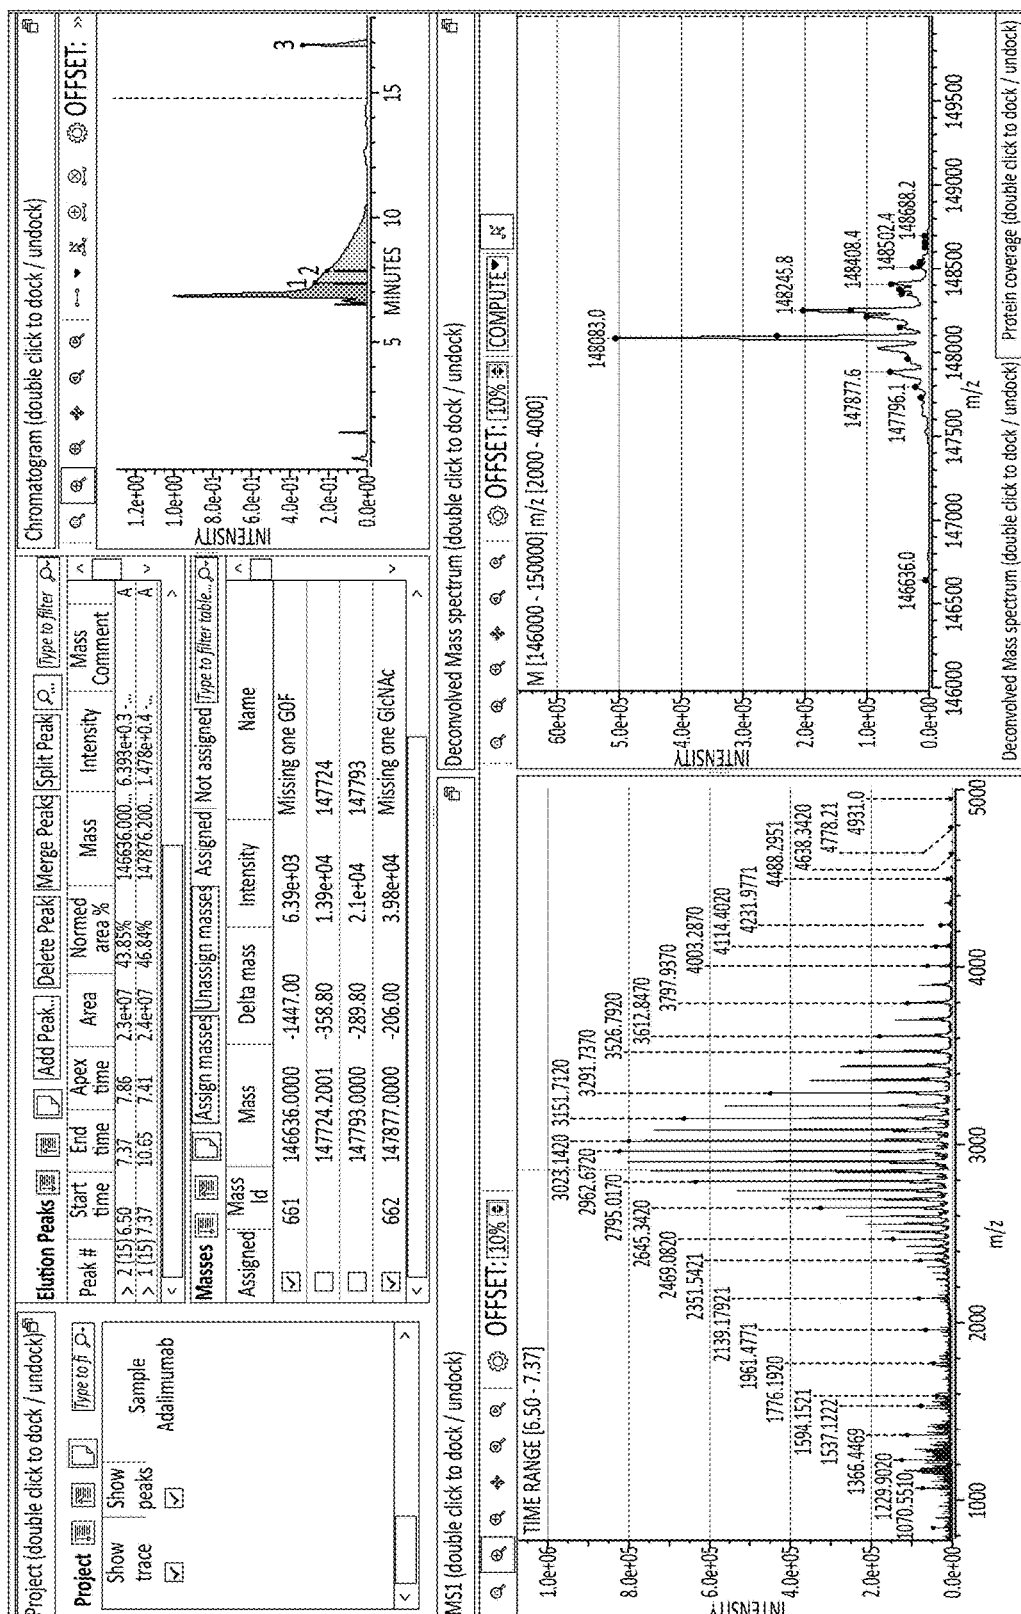 Project (double click to dock / undock)
Project
Type to fi
Show trace
Show peaks
Sample
Adalimumab
Elution Peaks
Add Peak..
Delete Peak
Merge Peaks
Split Peak
Type to filter
Peak #
Start time
End time
Apex time
Area
Normed area %
Mass
Intensity
Mass Comment
> 2 (15) 6.50 7.37 7.86 2.3e+07 43.85% 146636.000... 6.393e+0.3 -... A
> 1 (15) 7.37 10.65 7.41 2.4e+07 46.84% 147876.200... 1.478e+0.4 -... A
Masses
Assign masses
Unassign masses
Assigned
Not assigned
Type to filter table...
Assigned
Mass Id
Mass
Delta mass
Intensity
Name
661 146636.0000 -1447.00 6.39e+03 Missing one G0F
147724.2001 -358.80 1.39e+04 147724
147793.0000 -289.80 2.1e+04 147793
662 147877.0000 -206.00 3.98e+04 Missing one GlcNAc
Chromatogram (double click to dock / undock)
OFFSET: >>
INTENSITY
1.2e+00
1.0e+00
8.0e-01
6.0e-01
4.0e-01
2.0e-01
0.0e+00
1
2
3
5
10
15
MINUTES
MS1 (double click to dock / undock)
OFFSET: 10%
TIME RANGE [6.50 - 7.37]
1.0e+06
8.0e+05
6.0e+05
4.0e+05
2.0e+05
0.0e+00
INTENSITY
1070.5510
1229.9020
1366.4469
1537.1222
1594.1521
1776.1920
1961.4771
2139.17921
2351.5421
2469.0820
2645.3420
2795.0170
2962.6720
3023.1420
3151.7120
3291.7370
3526.7920
3612.8470
3797.9370
4003.2870
4114.4020
4231.9771
4488.2951
4638.3420
4778.21
4931.0
1000
2000
3000
4000
5000
m/z
Deconvolved Mass spectrum (double click to dock / undock)
OFFSET: 10%
COMPUTE
M [146000 - 150000] m/z [2000 - 4000]
60e+05
5.0e+05
4.0e+05
3.0e+05
2.0e+05
1.0e+05
0.0e+00
INTENSITY
146636.0
147796.1
147877.6
148083.0
148245.8
148408.4
148502.4
148688.2
146000
146500
147000
147500
148000
148500
149000
149500
m/z
Deconvolved Mass spectrum (double click to dock / undock)
Protein coverage (double click to dock / undock)